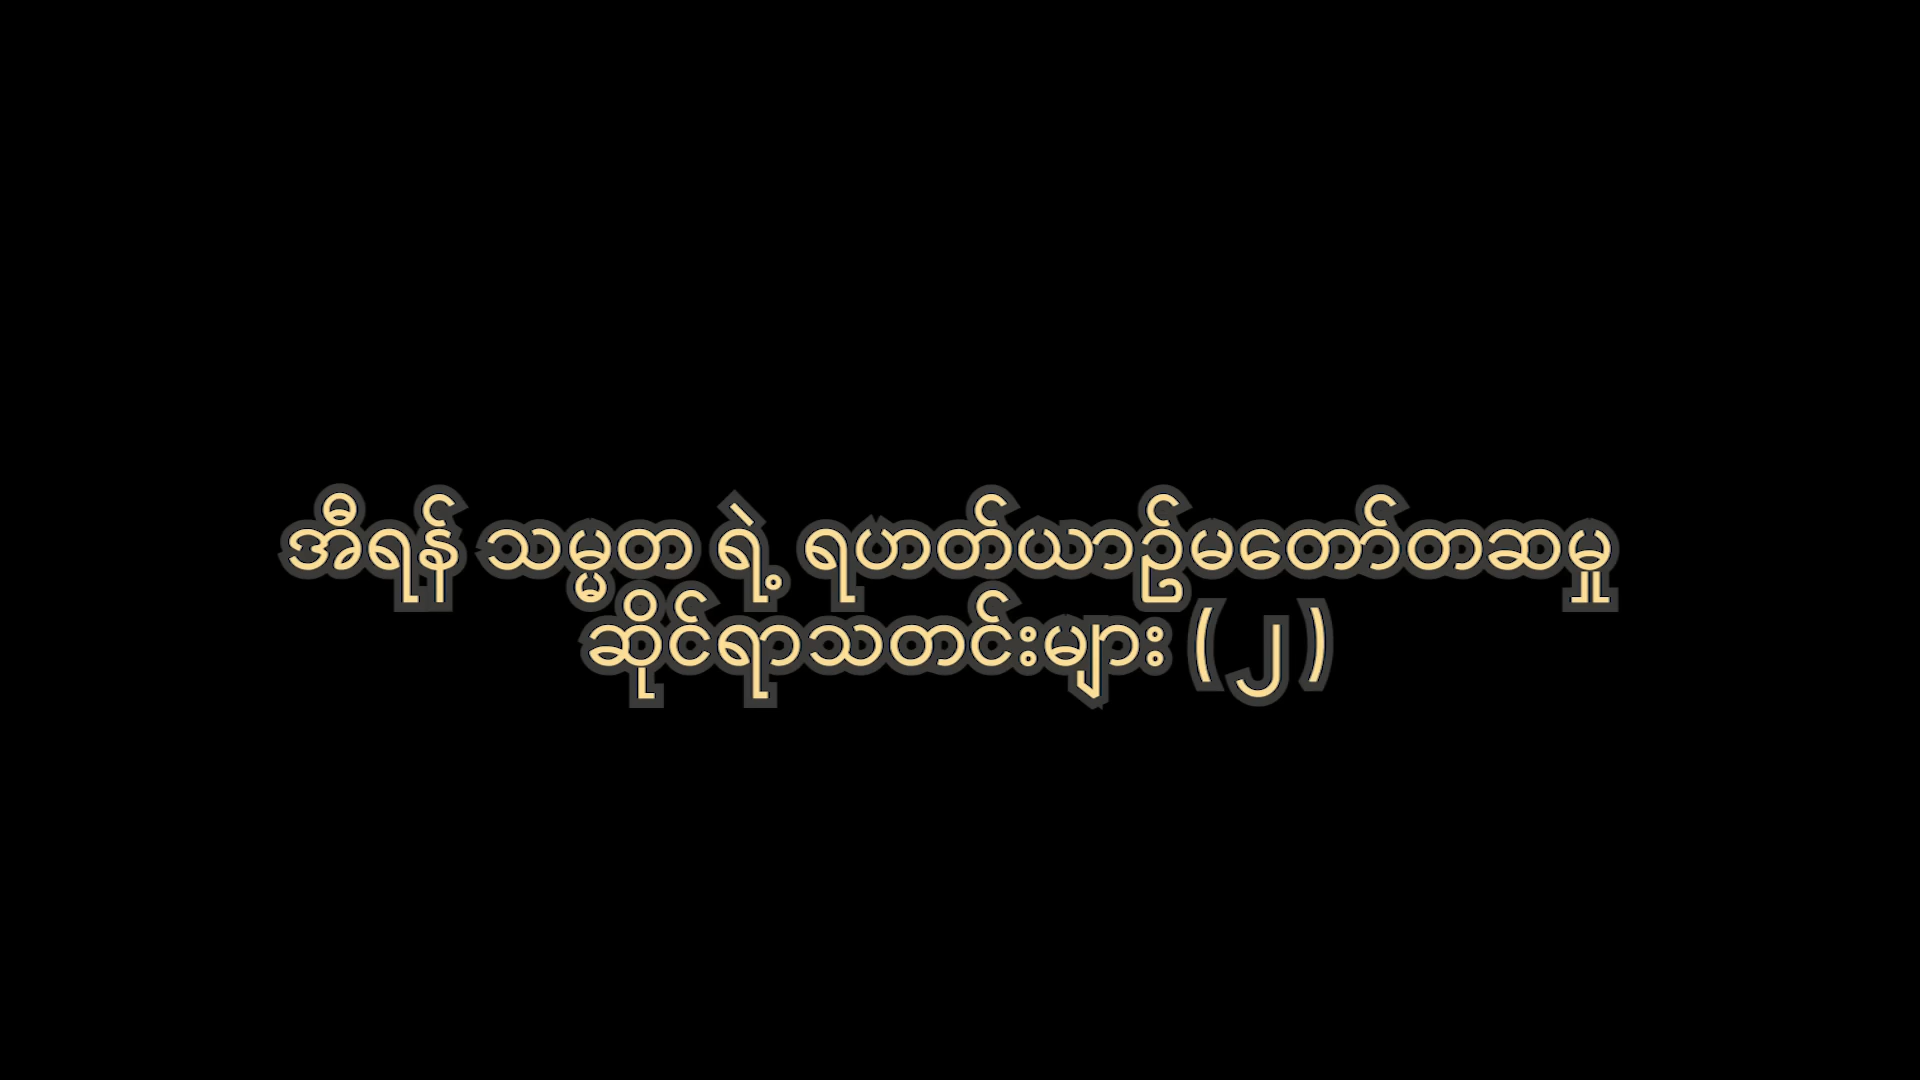 အီရန် သမ္မတ ရဲ့ ရဟတ်ယာဉ်မတော်တဆမှု
ဆိုင်ရာသတင်းများ (၂)